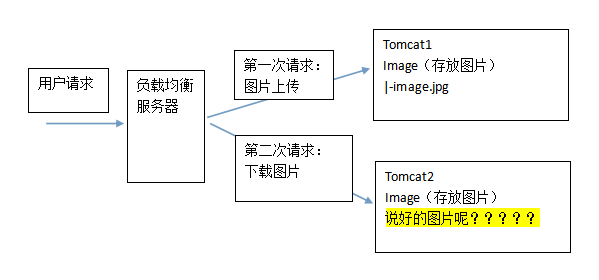 用户请求
负载均衡
服务器
第一次请求：
图片上传
Tomcat1
Image（存放图片）
|-image.jpg
第二次请求：
下载图片
Tomcat2
Image（存放图片）
说好的图片呢？？？？？